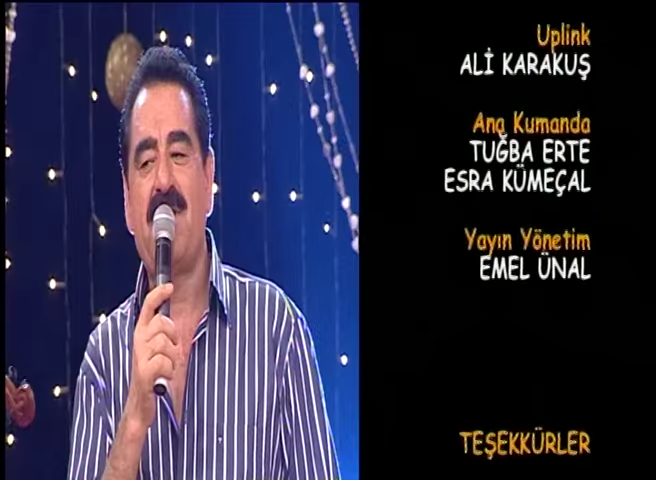 Uplink
ALİ KARAKUŞ
Ana Kumanda
TUĞBA ERTE
ESRA KÜMEÇAL
Yayın Yönetim
EMEL ÜNAL
TEŞEKKÜRLER